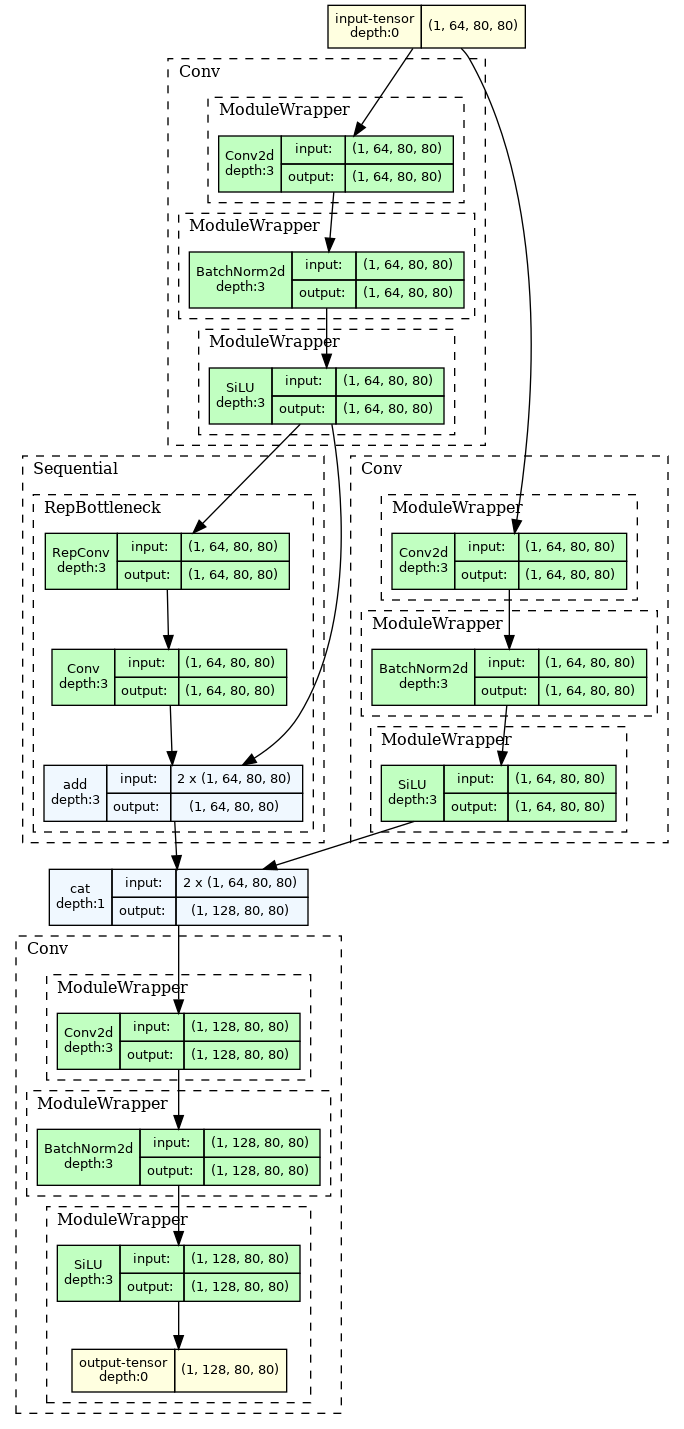 input-tensor
depth:0
(1, 64, 80, 80)
Conv
ModuleWrapper
Conv2d
depth:3
input:
(1, 64, 80, 80)
output:
(1, 64, 80, 80)
ModuleWrapper
BatchNorm2d
depth:3
input:
(1, 64, 80, 80)
output:
(1, 64, 80, 80)
ModuleWrapper
SiLU
depth:3
input:
(1, 64, 80, 80)
output:
(1, 64, 80, 80)
Sequential
RepBottleneck
RepConv
depth:3
input:
(1, 64, 80, 80)
output:
(1, 64, 80, 80)
Conv
depth:3
input:
(1, 64, 80, 80)
output:
(1, 64, 80, 80)
add
depth:3
input:
2 x (1, 64, 80, 80)
output:
(1, 64, 80, 80)
Conv
ModuleWrapper
Conv2d
depth:3
input:
(1, 64, 80, 80)
output:
(1, 64, 80, 80)
ModuleWrapper
BatchNorm2d
depth:3
input:
(1, 64, 80, 80)
output:
(1, 64, 80, 80)
ModuleWrapper
SiLU
depth:3
input:
(1, 64, 80, 80)
output:
(1, 64, 80, 80)
cat
depth:1
input:
2 x (1, 64, 80, 80)
output:
(1, 128, 80, 80)
Conv
ModuleWrapper
Conv2d
depth:3
input:
(1, 128, 80, 80)
output:
(1, 128, 80, 80)
ModuleWrapper
BatchNorm2d
depth:3
input:
(1, 128, 80, 80)
output:
(1, 128, 80, 80)
ModuleWrapper
SiLU
depth:3
input:
(1, 128, 80, 80)
output:
(1, 128, 80, 80)
output-tensor
depth:0
(1, 128, 80, 80)